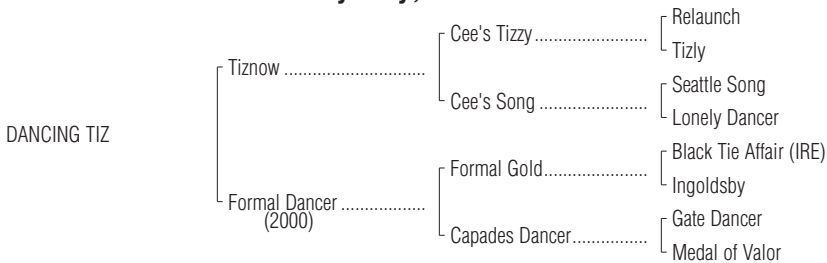 Relaunch
Cee's Tizzy
Tizly
Tiznow
Seattle Song
Cee's Song
Lonely Dancer
DANCING TIZ
Black Tie Affair (IRE)
Formal Gold
Ingoldsby
Formal Dancer
(2000)
Gate Dancer
Capades Dancer
Medal of Valor